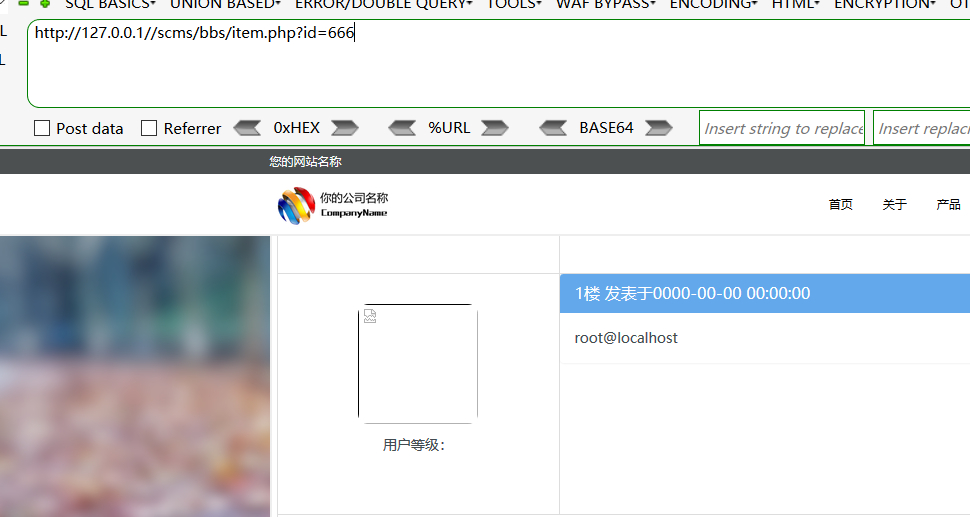 SQL BASICS▾ UNION BASED▾ ERROR/DOUBLE QUERY▾ TOOLS▾ WAF BYPASS▾ ENCODING▾ HTML▾ ENCRYPTION▾ OT
L
L
http://127.0.0.1//scms/bbs/item.php?id=666
Post data Referrer 0xHEX %URL BASE64 Insert string to replace Insert replac
您的网站名称
你的公司名称
CompanyName
首页 关于 产品
1楼 发表于0000-00-00 00:00:00
root@localhost
用户等级：